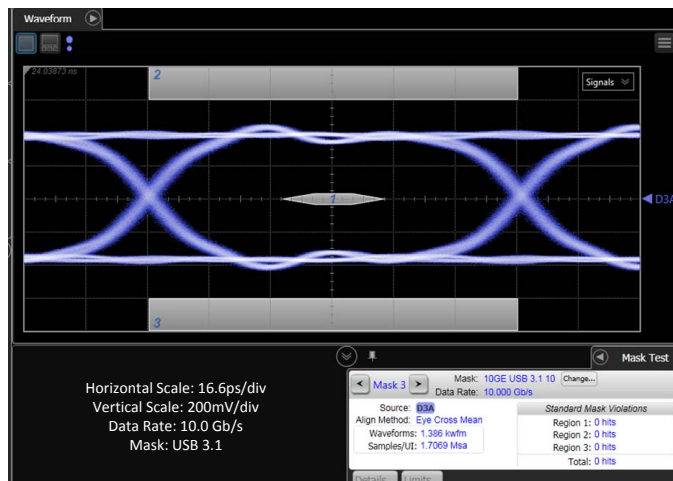 Waveform
24.03873 ns
2
Signals
1
D3A
3
Mask Test
Horizontal Scale: 16.6ps/div
Vertical Scale: 200mV/div
Data Rate: 10.0 Gb/s
Mask: USB 3.1
Mask 3
Mask: 10GE USB 3.1 10 Change...
Data Rate: 10.000 Gb/s
Source: D3A
Align Method: Eye Cross Mean
Waveforms: 1.386 kwfm
Samples/UI: 1.7069 Msa
Standard Mask Violations
Region 1: 0 hits
Region 2: 0 hits
Region 3: 0 hits
Total: 0 hits
Details
Limits